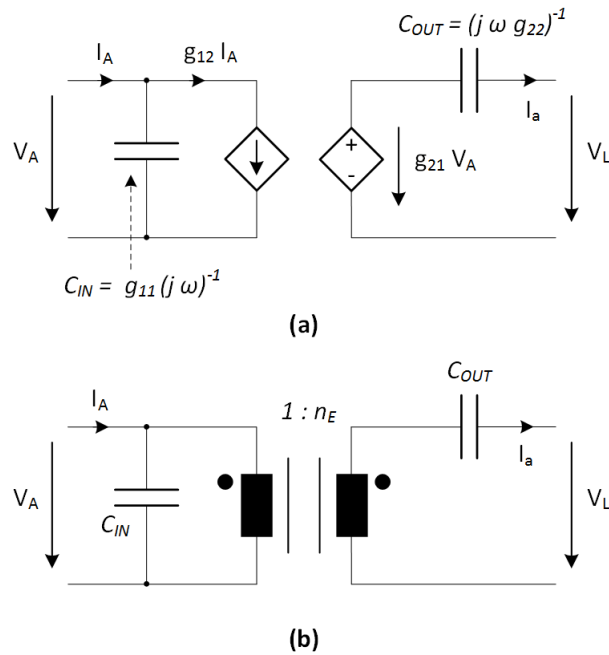 C_OUT = (j ω g_22)^-1
I_A
g_12 I_A
I_a
V_A
+
-
g_21 V_A
V_L
C_IN = g_11 (j ω)^-1
(a)
C_OUT
I_A
1 : n_E
I_a
V_A
C_IN
V_L
(b)